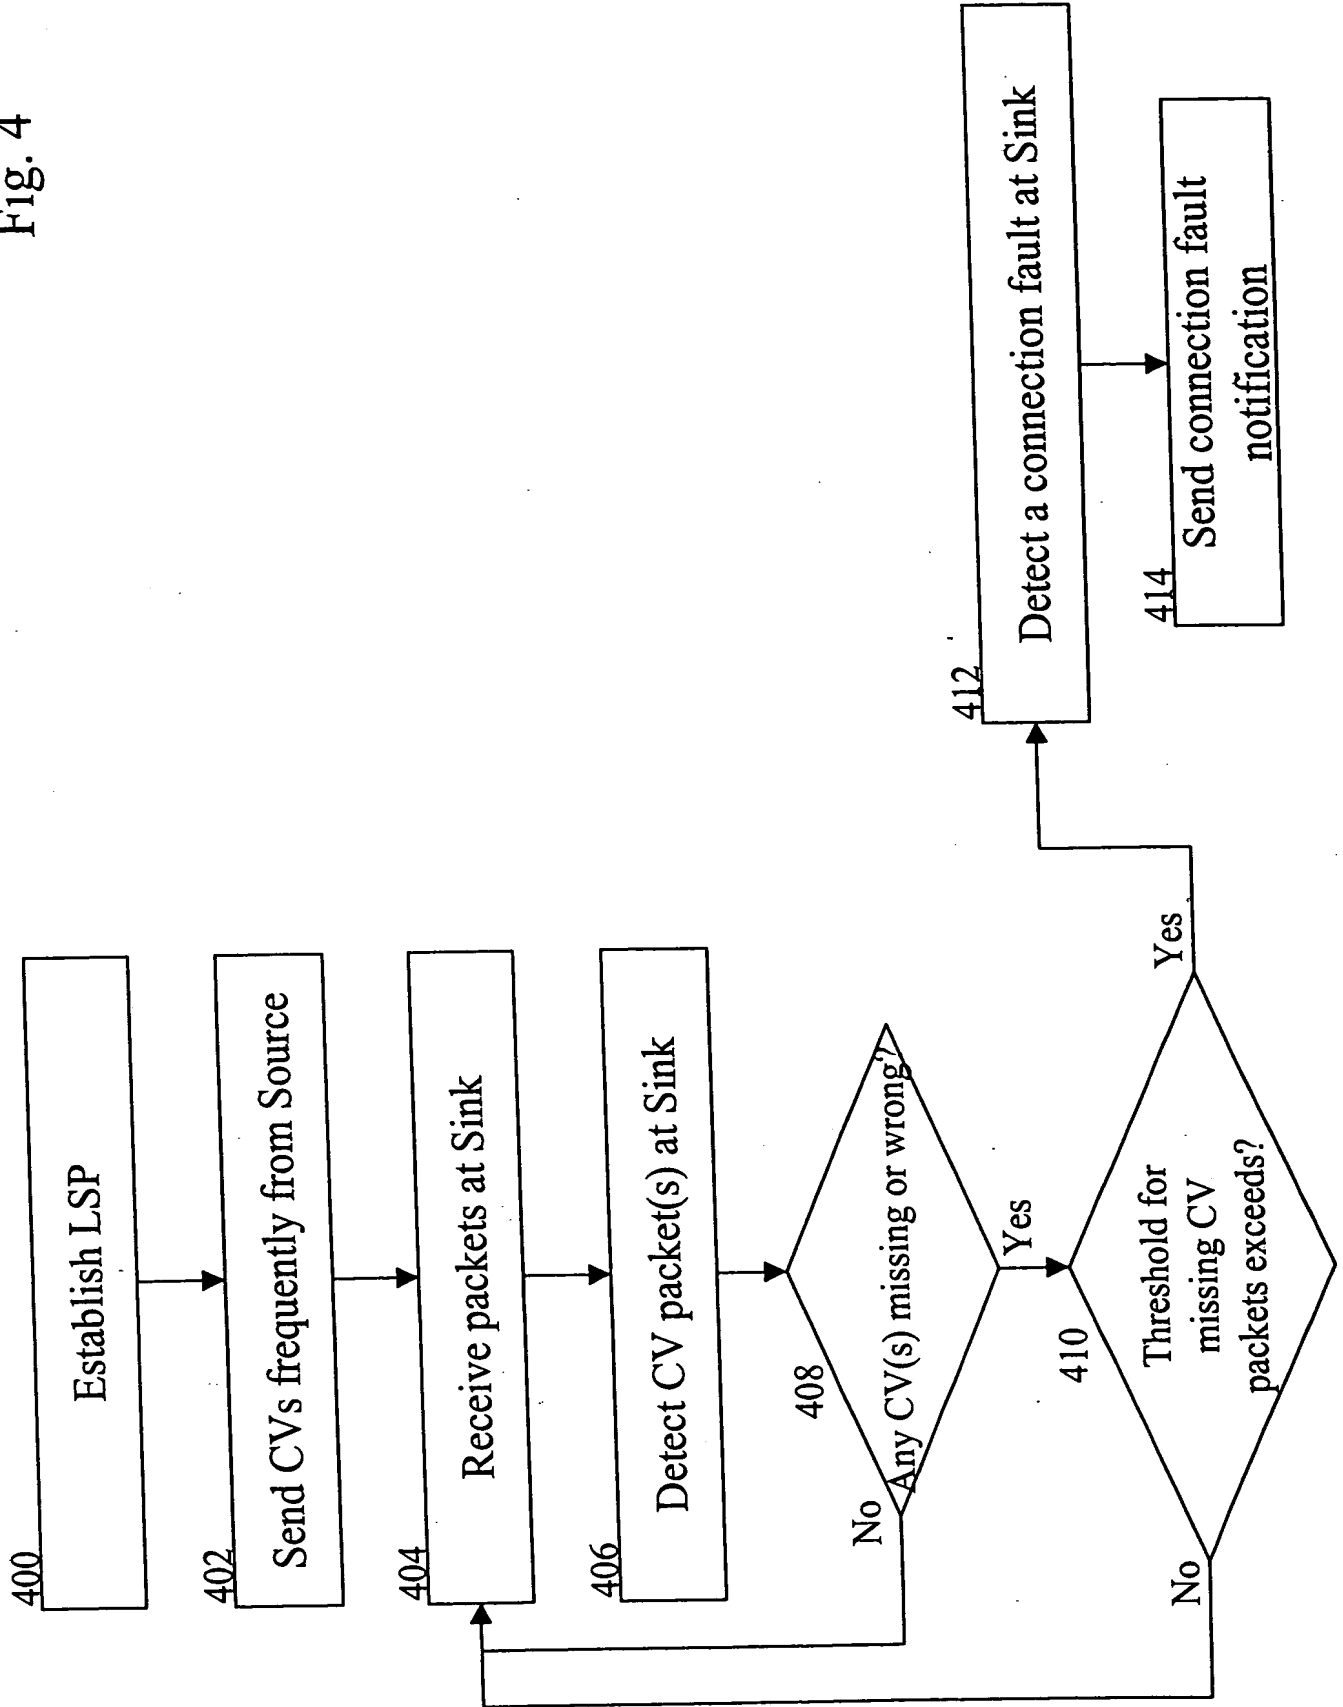 Fig. 4
400
Establish LSP
402
Send CVs frequently from Source
404
Receive packets at Sink
406
Detect CV packet(s) at Sink
408
Any CV(s) missing or wrong?
No
Yes
410
Threshold for
missing CV
packets exceeds?
No
Yes
412
Detect a connection fault at Sink
414
Send connection fault
notification